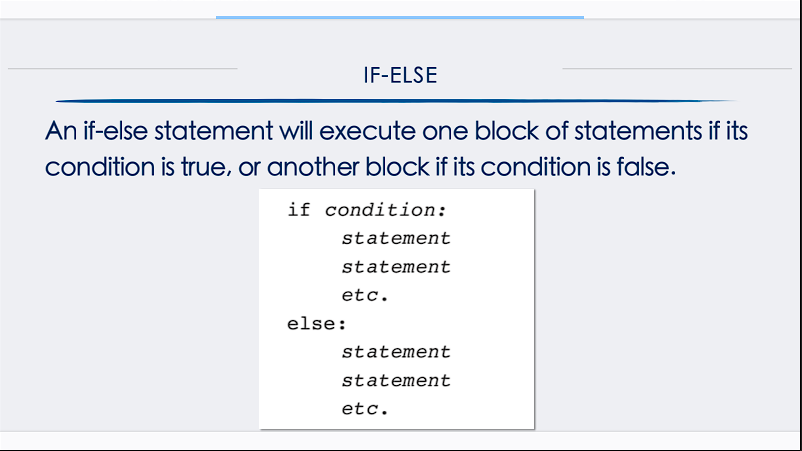 IF-ELSE
An if-else statement will execute one block of statements if its
condition is true, or another block if its condition is false.
if condition:
statement
statement
etc.
else:
statement
statement
etc.